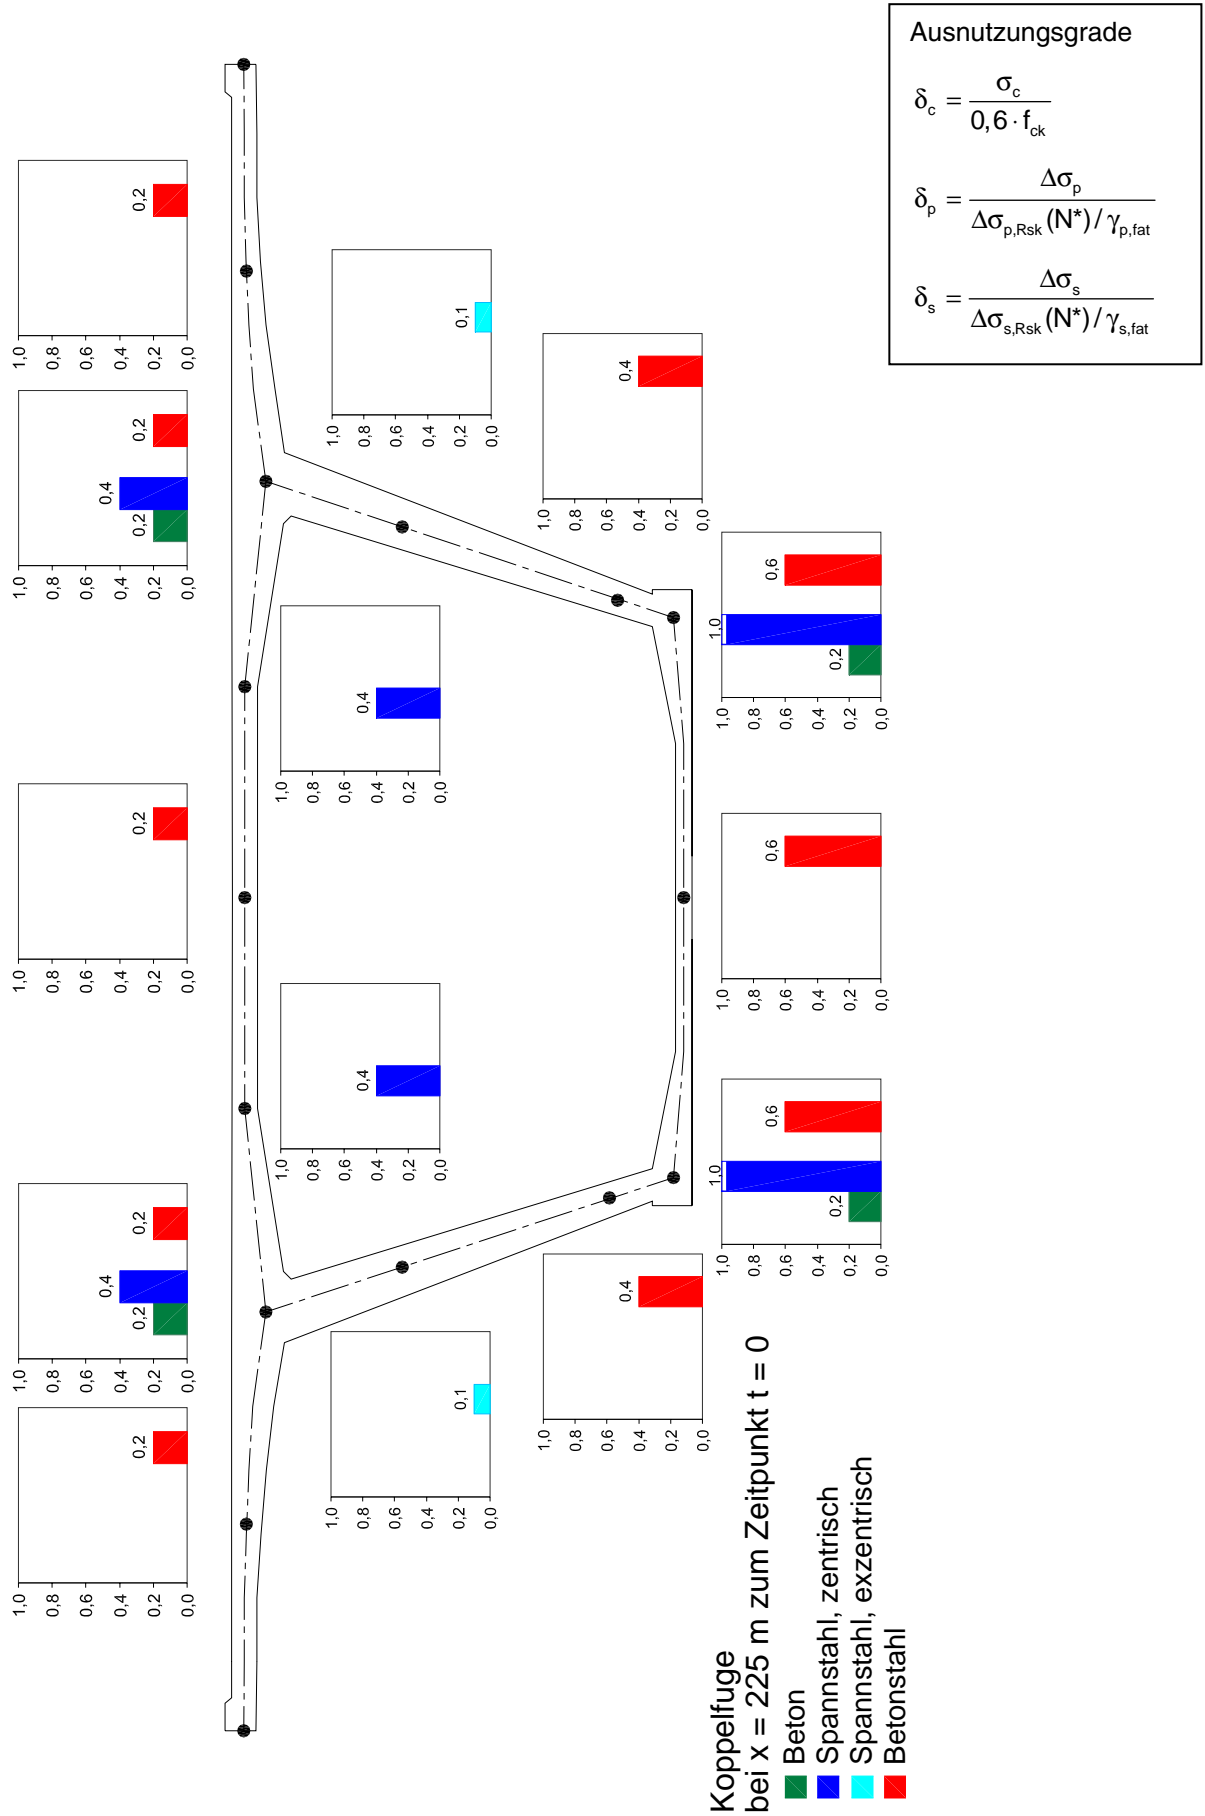 Ausnutzungsgrade
δc = σc / (0,6 · fck)
δp = Δσp / (Δσp,Rsk (N*) / γp,fat)
δs = Δσs / (Δσs,Rsk (N*) / γs,fat)
1,0 0,8 0,6 0,4 0,2 0,0
0,2
1,0 0,8 0,6 0,4 0,2 0,0
0,2 0,4 0,2
1,0 0,8 0,6 0,4 0,2 0,0
0,2
1,0 0,8 0,6 0,4 0,2 0,0
0,2 0,4 0,2
1,0 0,8 0,6 0,4 0,2 0,0
0,2
1,0 0,8 0,6 0,4 0,2 0,0
0,1
1,0 0,8 0,6 0,4 0,2 0,0
0,4
1,0 0,8 0,6 0,4 0,2 0,0
0,4
1,0 0,8 0,6 0,4 0,2 0,0
0,1
1,0 0,8 0,6 0,4 0,2 0,0
0,4
1,0 0,8 0,6 0,4 0,2 0,0
0,4
1,0 0,8 0,6 0,4 0,2 0,0
0,2 1,0 0,6
1,0 0,8 0,6 0,4 0,2 0,0
0,6
1,0 0,8 0,6 0,4 0,2 0,0
0,2 1,0 0,6
Koppelfuge
bei x = 225 m zum Zeitpunkt t = 0
Beton
Spannstahl, zentrisch
Spannstahl, exzentrisch
Betonstahl